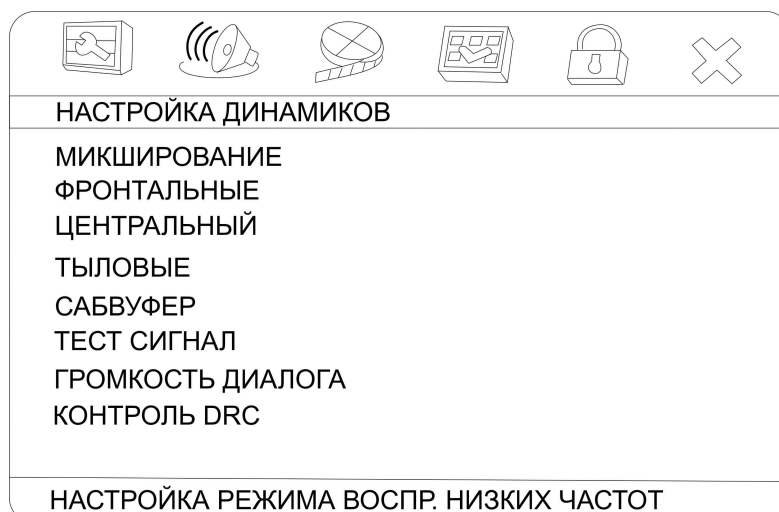 НАСТРОЙКА ДИНАМИКОВ
МИКШИРОВАНИЕ
ФРОНТАЛЬНЫЕ
ЦЕНТРАЛЬНЫЙ
ТЫЛОВЫЕ
САБВУФЕР
ТЕСТ СИГНАЛ
ГРОМКОСТЬ ДИАЛОГА
КОНТРОЛЬ DRC
НАСТРОЙКА РЕЖИМА ВОСПР. НИЗКИХ ЧАСТОТ